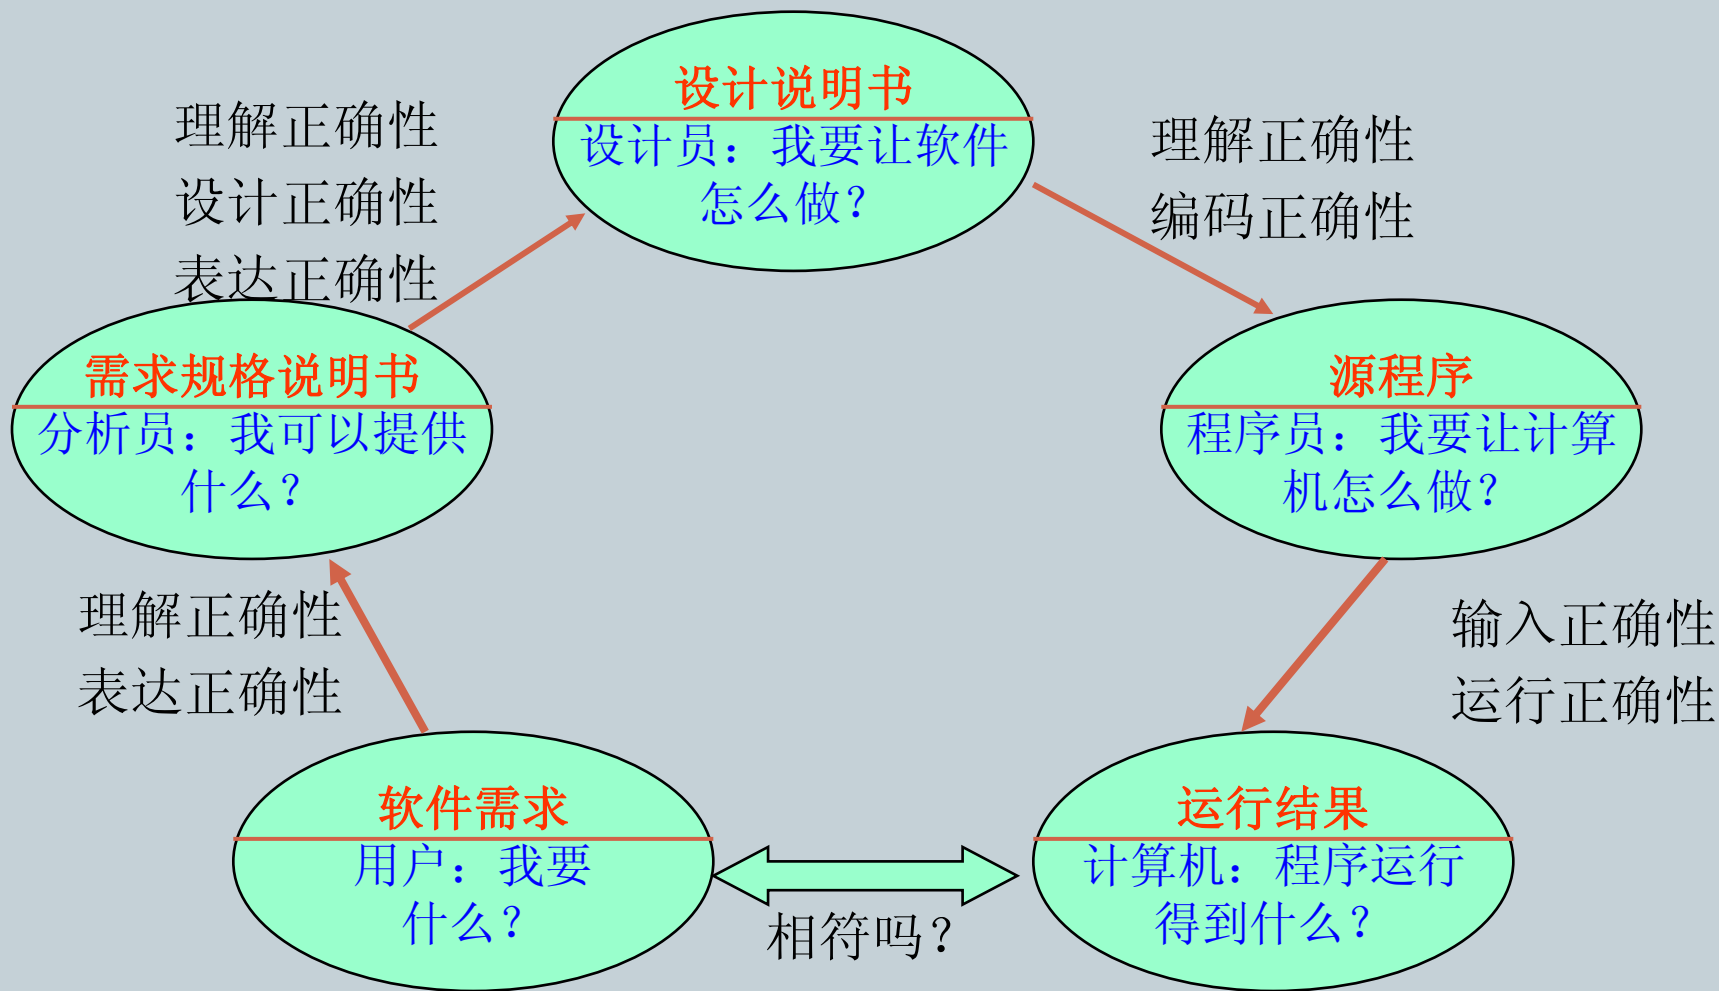 设计说明书
设计员：我要让软件
怎么做？
理解正确性
设计正确性
表达正确性
理解正确性
编码正确性
需求规格说明书
分析员：我可以提供
什么？
源程序
程序员：我要让计算
机怎么做？
理解正确性
表达正确性
输入正确性
运行正确性
软件需求
用户：我要
什么？
运行结果
计算机：程序运行
得到什么？
相符吗？